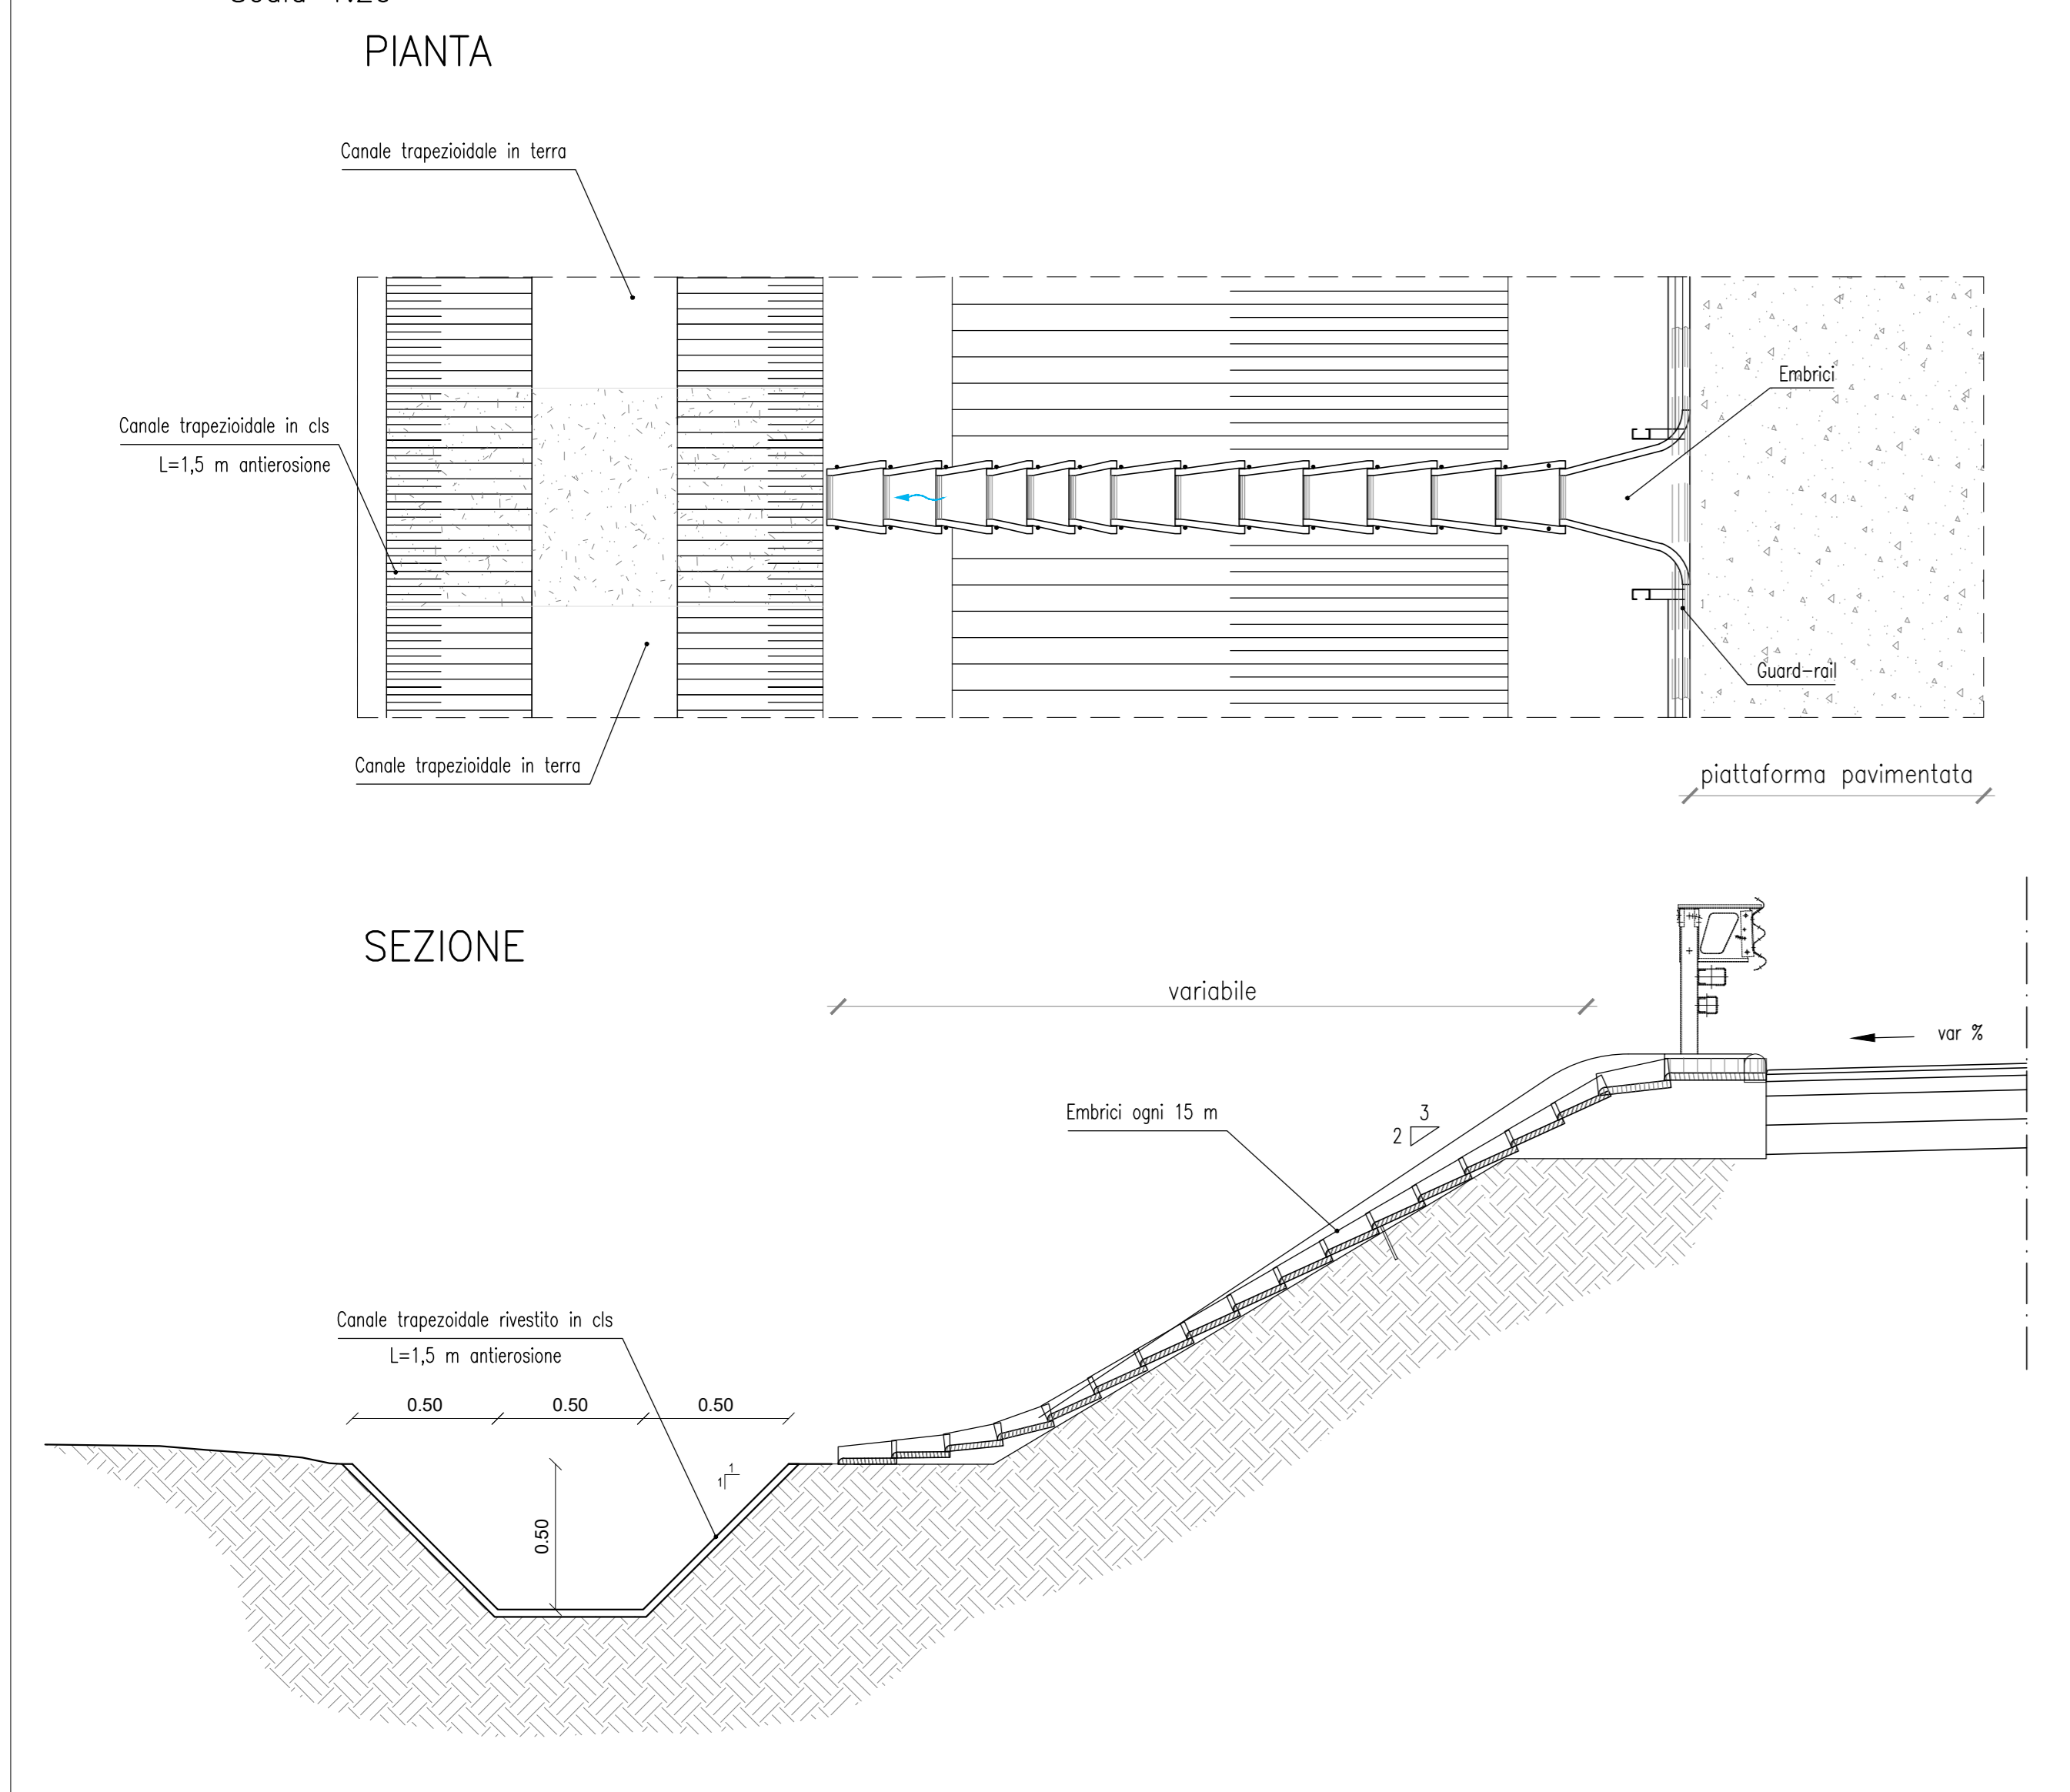 PIANTA
Canale trapezioidale in terra
Embrici
Canale trapezioidale in cls
L=1,5 m antierosione
Guard-rail
Canale trapezioidale in terra
piattaforma pavimentata
SEZIONE
variabile
var %
Embrici ogni 15 m
3
2
Canale trapezoidale rivestito in cls
L=1,5 m antierosione
0.50
0.50
0.50
1
1
0.50